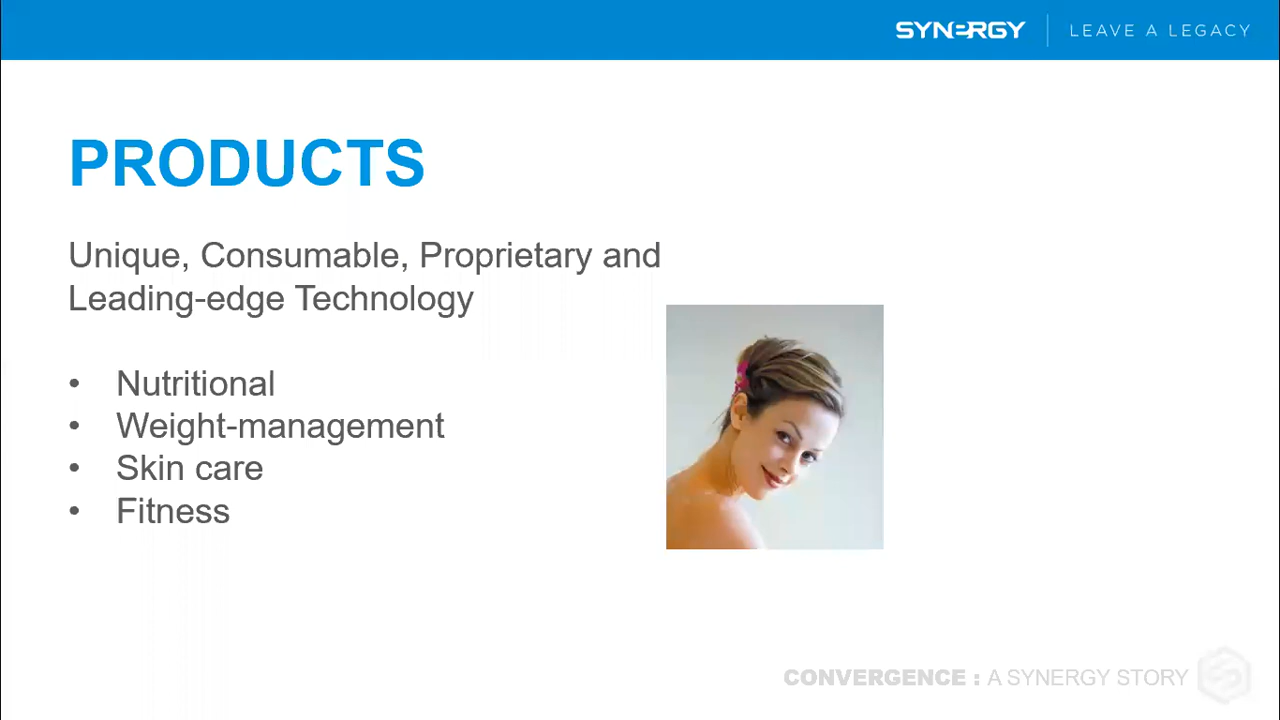 SYNERGY | LEAVE A LEGACY
PRODUCTS
Unique, Consumable, Proprietary and
Leading-edge Technology
• Nutritional
• Weight-management
• Skin care
• Fitness
CONVERGENCE : A SYNERGY STORY